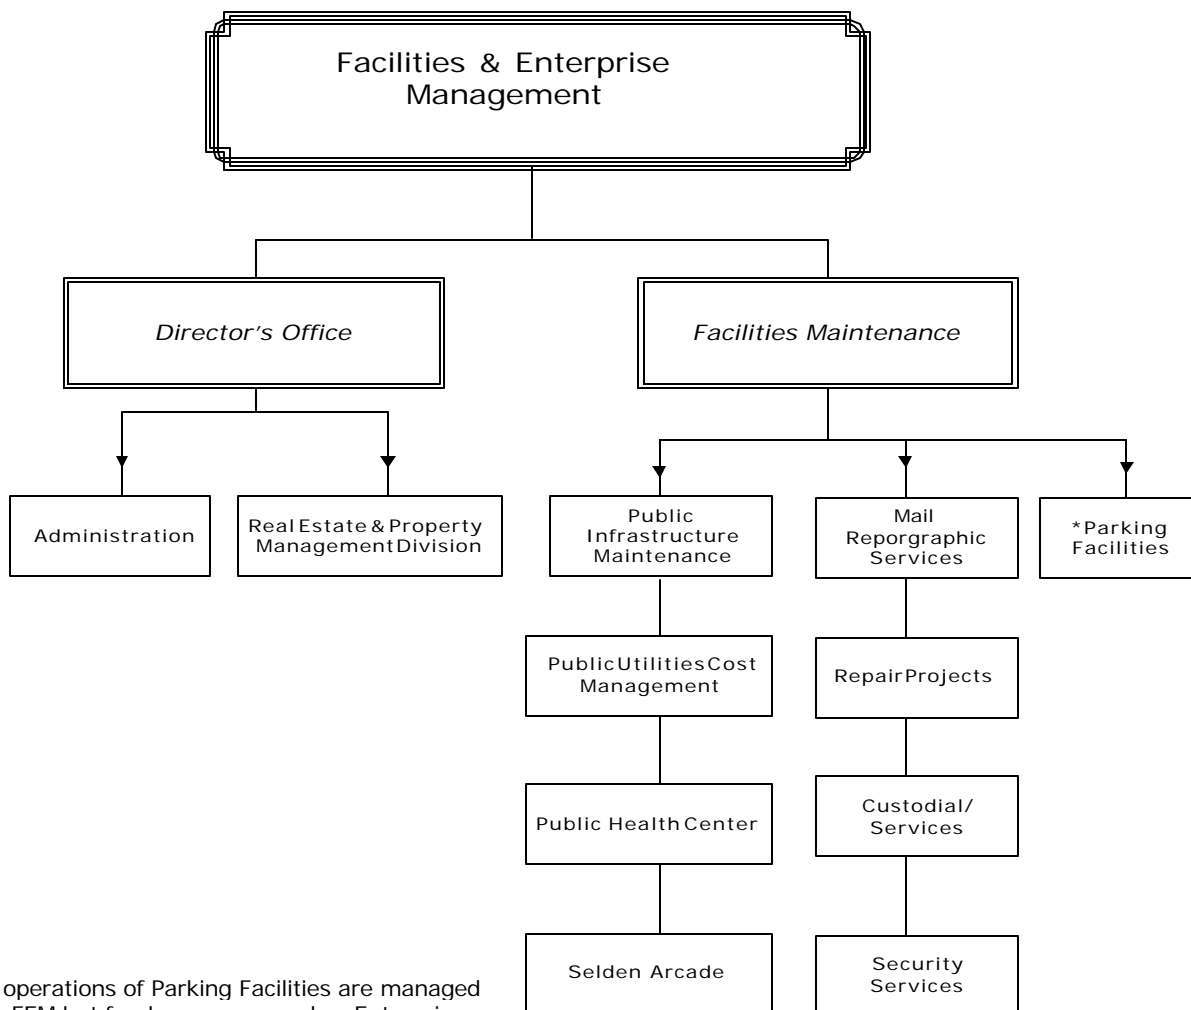 Facilities & Enterprise
Management
Director's Office
Facilities Maintenance
Administration
Real Estate & Property
Management Division
Public
Infrastructure
Maintenance
Mail
Reporgraphic
Services
*Parking
Facilities
Public Utilities Cost
Management
Repair Projects
Public Health Center
Custodial/
Services
Selden Arcade
Security
Services
operations of Parking Facilities are managed